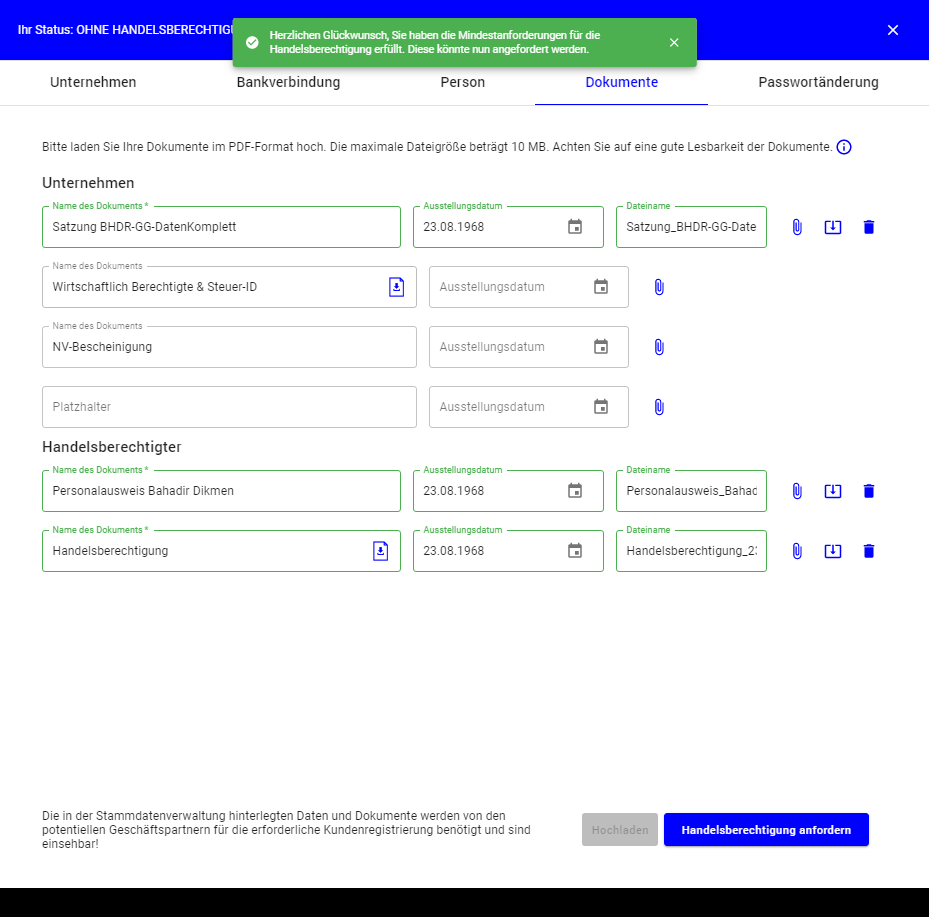 Ihr Status: OHNE HANDELSBERECHTIGU
Herzlichen Glückwunsch, Sie haben die Mindestanforderungen für die
Handelsberechtigung erfüllt. Diese könnte nun angefordert werden.
Unternehmen Bankverbindung Person Dokumente Passwortänderung
Bitte laden Sie Ihre Dokumente im PDF-Format hoch. Die maximale Dateigröße beträgt 10 MB. Achten Sie auf eine gute Lesbarkeit der Dokumente.
Unternehmen
Name des Dokuments * Ausstellungsdatum Dateiname
Satzung BHDR-GG-DatenKomplett 23.08.1968 Satzung_BHDR-GG-Date
Name des Dokuments
Wirtschaftlich Berechtigte & Steuer-ID Ausstellungsdatum
Name des Dokuments
NV-Bescheinigung Ausstellungsdatum
Platzhalter Ausstellungsdatum
Handelsberechtigter
Name des Dokuments * Ausstellungsdatum Dateiname
Personalausweis Bahadir Dikmen 23.08.1968 Personalausweis_Bahad
Name des Dokuments * Ausstellungsdatum Dateiname
Handelsberechtigung 23.08.1968 Handelsberechtigung_23
Die in der Stammdatenverwaltung hinterlegten Daten und Dokumente werden von den
potentiellen Geschäftspartnern für die erforderliche Kundenregistrierung benötigt und sind
einsehbar!
Hochladen Handelsberechtigung anfordern